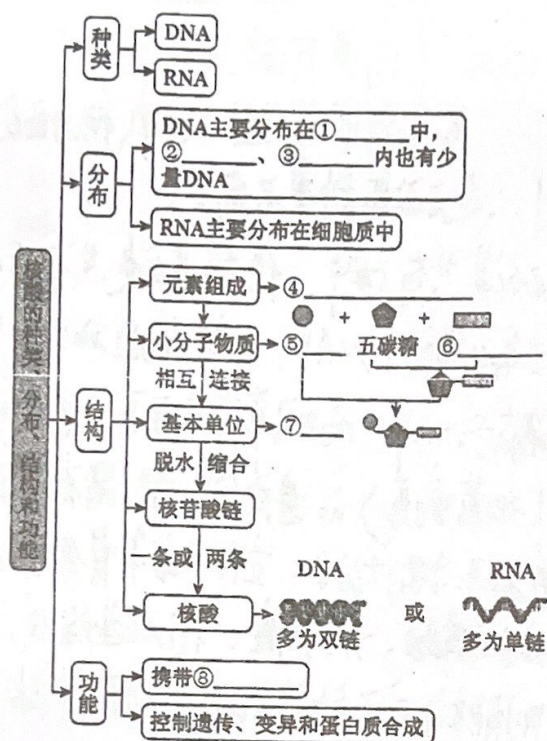 核酸的种类、分布、结构和功能
种类
DNA
RNA
分布
DNA主要分布在①______中,
②______、③______内也有少
量DNA
RNA主要分布在细胞质中
结构
元素组成
④______
+ +
小分子物质
⑤______ 五碳糖 ⑥______
相互 连接
基本单位
⑦______
脱水 缩合
核苷酸链
一条或 两条
核酸
DNA
多为双链
或
RNA
多为单链
功能
携带⑧______
控制遗传、变异和蛋白质合成